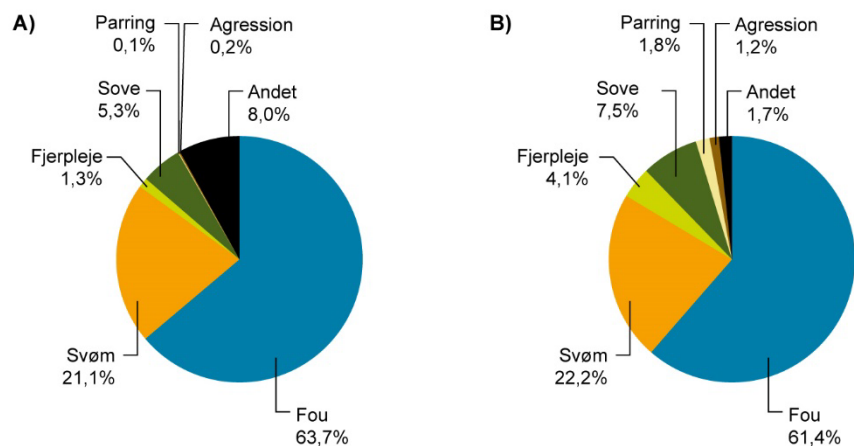 A)
Parring
0,1%
Agression
0,2%
Sove
5,3%
Andet
8,0%
Fjerpleje
1,3%
Svøm
21,1%
Fou
63,7%
B)
Parring
1,8%
Agression
1,2%
Sove
7,5%
Andet
1,7%
Fjerpleje
4,1%
Svøm
22,2%
Fou
61,4%